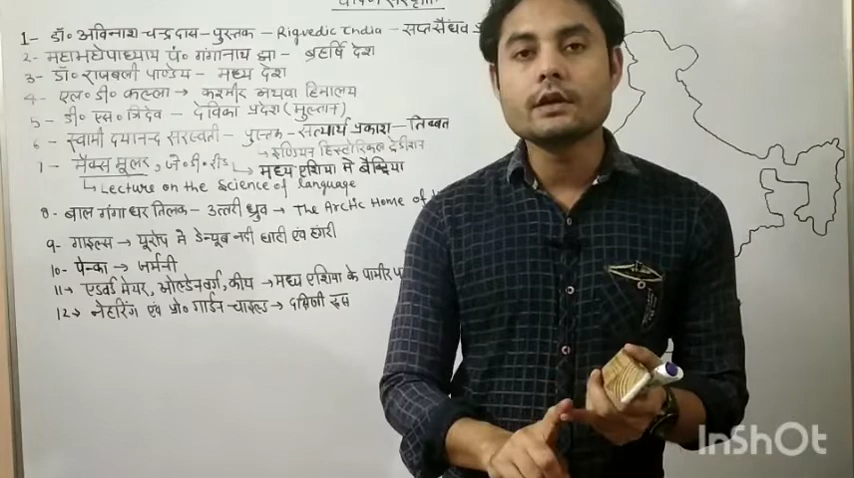 वैदिक संस्कृति
1- डॉ० अविनाश चन्द्र दास - पुस्तक - Rigvedic India - सप्त सैंधव
2- महामहोपाध्याय पं० गंगानाथ झा - ब्रह्मर्षि देश
3- डॉ० राजबली पाण्डेय - मध्य देश
4- एल० डी० कल्ला → कश्मीर अथवा हिमालय
5- डी० एस० त्रिदेव - देविका प्रदेश (मुल्तान)
6- स्वामी दयानन्द सरस्वती - पुस्तक - सत्यार्थ प्रकाश - तिब्बत
→ इण्डियन हिस्टोरिकल ट्रेडीशन
7- मैक्स मूलर, जे० डी० रीड → मध्य एशिया में बैक्ट्रिया
↳ Lecture on the Science of language
8- बाल गंगाधर तिलक - उत्तरी ध्रुव → The Arctic Home of
9- गाइल्स → यूरोप में डेन्यूब नदी घाटी एवं हंगरी
10- पेन्का → जर्मनी
11→ एडवर्ड मेयर, ओल्डेनबर्ग, कीथ → मध्य एशिया के पामीर
12→ नेहरिंग एवं प्रो० गार्डन चाइल्ड → दक्षिणी रूस
InShOt